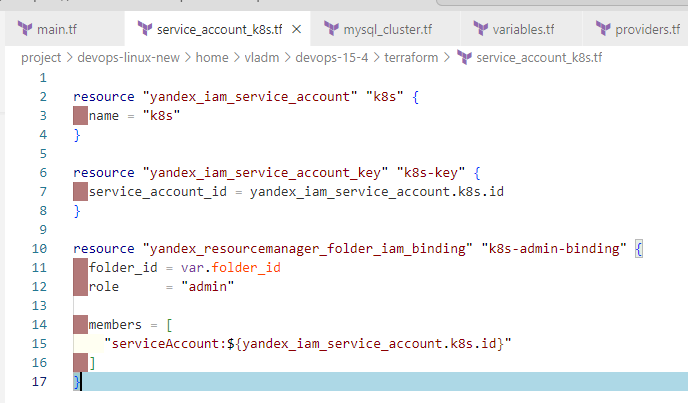 main.tf service_account_k8s.tf mysql_cluster.tf variables.tf providers.tf
project > devops-linux-new > home > vladm > devops-15-4 > terraform > service_account_k8s.tf
1
2 resource "yandex_iam_service_account" "k8s" {
3   name = "k8s"
4 }
5
6 resource "yandex_iam_service_account_key" "k8s-key" {
7   service_account_id = yandex_iam_service_account.k8s.id
8 }
9
10 resource "yandex_resourcemanager_folder_iam_binding" "k8s-admin-binding" {
11   folder_id = var.folder_id
12   role      = "admin"
13
14   members = [
15     "serviceAccount:${yandex_iam_service_account.k8s.id}"
16   ]
17 }